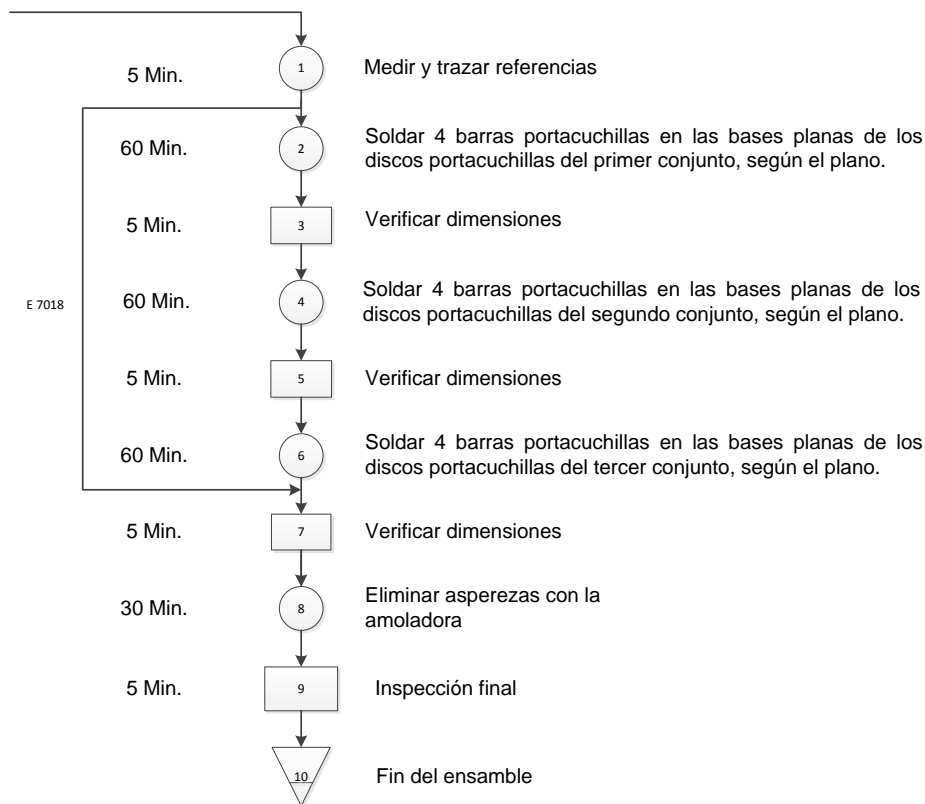 1
5 Min.
Medir y trazar referencias
60 Min.
2
Soldar 4 barras portacuchillas en las bases planas de los
discos portacuchillas del primer conjunto, según el plano.
5 Min.
3
Verificar dimensiones
E 7018
60 Min.
4
Soldar 4 barras portacuchillas en las bases planas de los
discos portacuchillas del segundo conjunto, según el plano.
5 Min.
5
Verificar dimensiones
60 Min.
6
Soldar 4 barras portacuchillas en las bases planas de los
discos portacuchillas del tercer conjunto, según el plano.
5 Min.
7
Verificar dimensiones
30 Min.
8
Eliminar asperezas con la
amoladora
5 Min.
9
Inspección final
10
Fin del ensamble